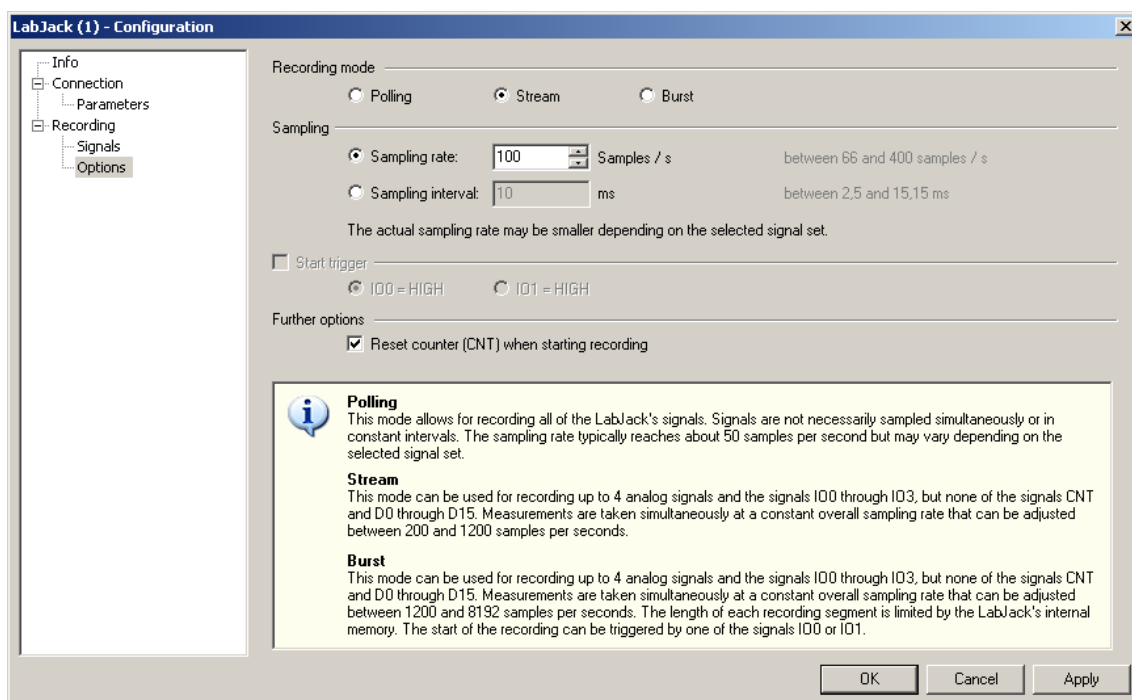 LabJack (1) - Configuration
Info
Connection
Parameters
Recording
Signals
Options
Recording mode
Polling Stream Burst
Sampling
Sampling rate: 100 Samples / s between 66 and 400 samples / s
Sampling interval: 10 ms between 2,5 and 15,15 ms
The actual sampling rate may be smaller depending on the selected signal set.
Start trigger
IO0 = HIGH IO1 = HIGH
Further options
Reset counter (CNT) when starting recording
Polling
This mode allows for recording all of the LabJack's signals. Signals are not necessarily sampled simultaneously or in
constant intervals. The sampling rate typically reaches about 50 samples per second but may vary depending on the
selected signal set.
Stream
This mode can be used for recording up to 4 analog signals and the signals IO0 through IO3, but none of the signals CNT
and D0 through D15. Measurements are taken simultaneously at a constant overall sampling rate that can be adjusted
between 200 and 1200 samples per seconds.
Burst
This mode can be used for recording up to 4 analog signals and the signals IO0 through IO3, but none of the signals CNT
and D0 through D15. Measurements are taken simultaneously at a constant overall sampling rate that can be adjusted
between 1200 and 8192 samples per seconds. The length of each recording segment is limited by the LabJack's internal
memory. The start of the recording can be triggered by one of the signals IO0 or IO1.
OK Cancel Apply